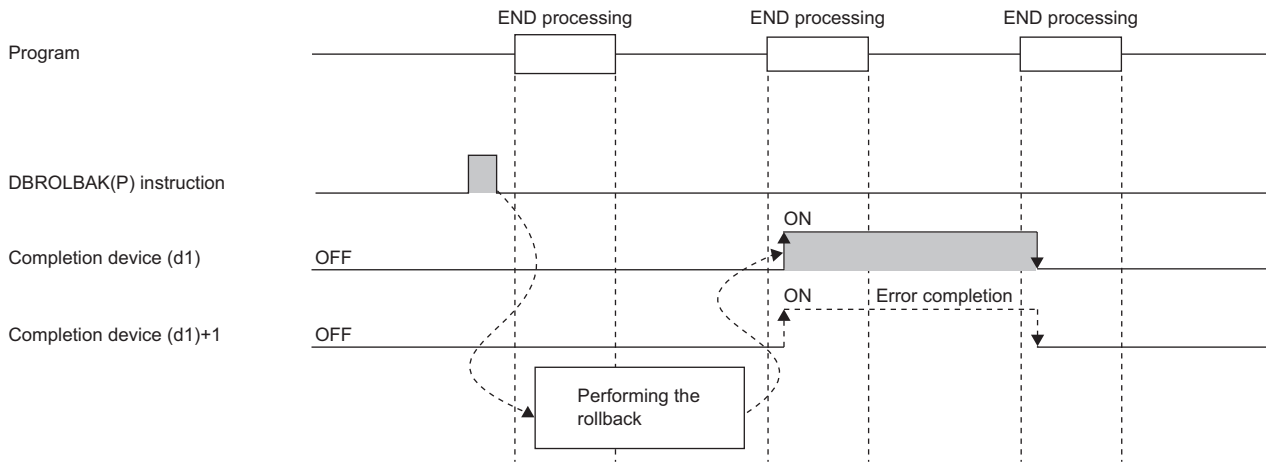 END processing
END processing
END processing
Program
DBROLBAK(P) instruction
ON
Completion device (d1)
OFF
ON
Error completion
Completion device (d1)+1
OFF
Performing the
rollback